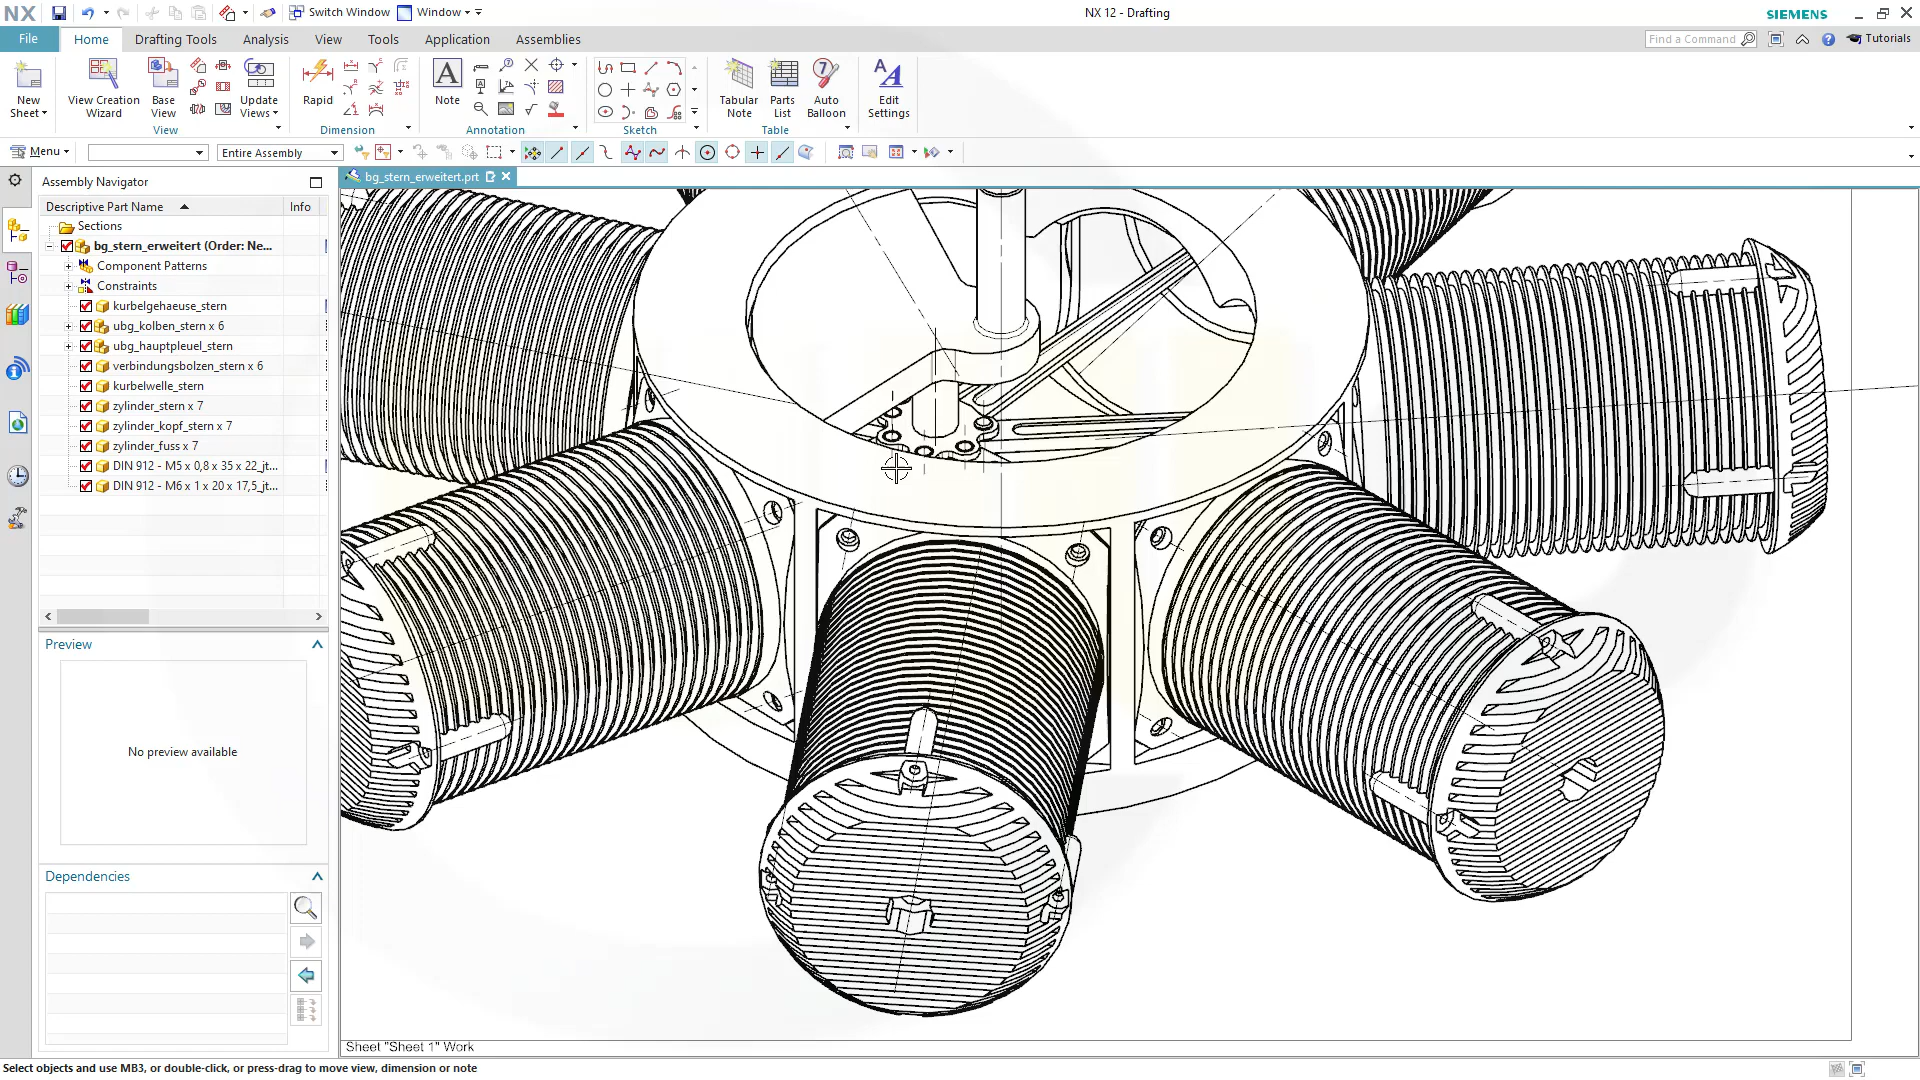 NX
Switch Window
Window
NX 12 - Drafting
SIEMENS
File
Home
Drafting Tools
Analysis
View
Tools
Application
Assemblies
Find a Command
Tutorials
New Sheet
View Creation Wizard
Base View
Update Views
View
Rapid
Dimension
Note
Annotation
Sketch
Tabular Note
Parts List
Auto Balloon
Table
Edit Settings
Menu
Entire Assembly
Assembly Navigator
bg_stern_erweitert.prt
Descriptive Part Name
Info
Sections
bg_stern_erweitert (Order: Ne...
Component Patterns
Constraints
kurbelgehaeuse_stern
ubg_kolben_stern x 6
ubg_hauptpleuel_stern
verbindungsbolzen_stern x 6
kurbelwelle_stern
zylinder_stern x 7
zylinder_kopf_stern x 7
zylinder_fuss x 7
DIN 912 - M5 x 0,8 x 35 x 22_jt...
DIN 912 - M6 x 1 x 20 x 17,5_jt...
Preview
No preview available
Dependencies
Sheet "Sheet 1" Work
Select objects and use MB3, or double-click, or press-drag to move view, dimension or note